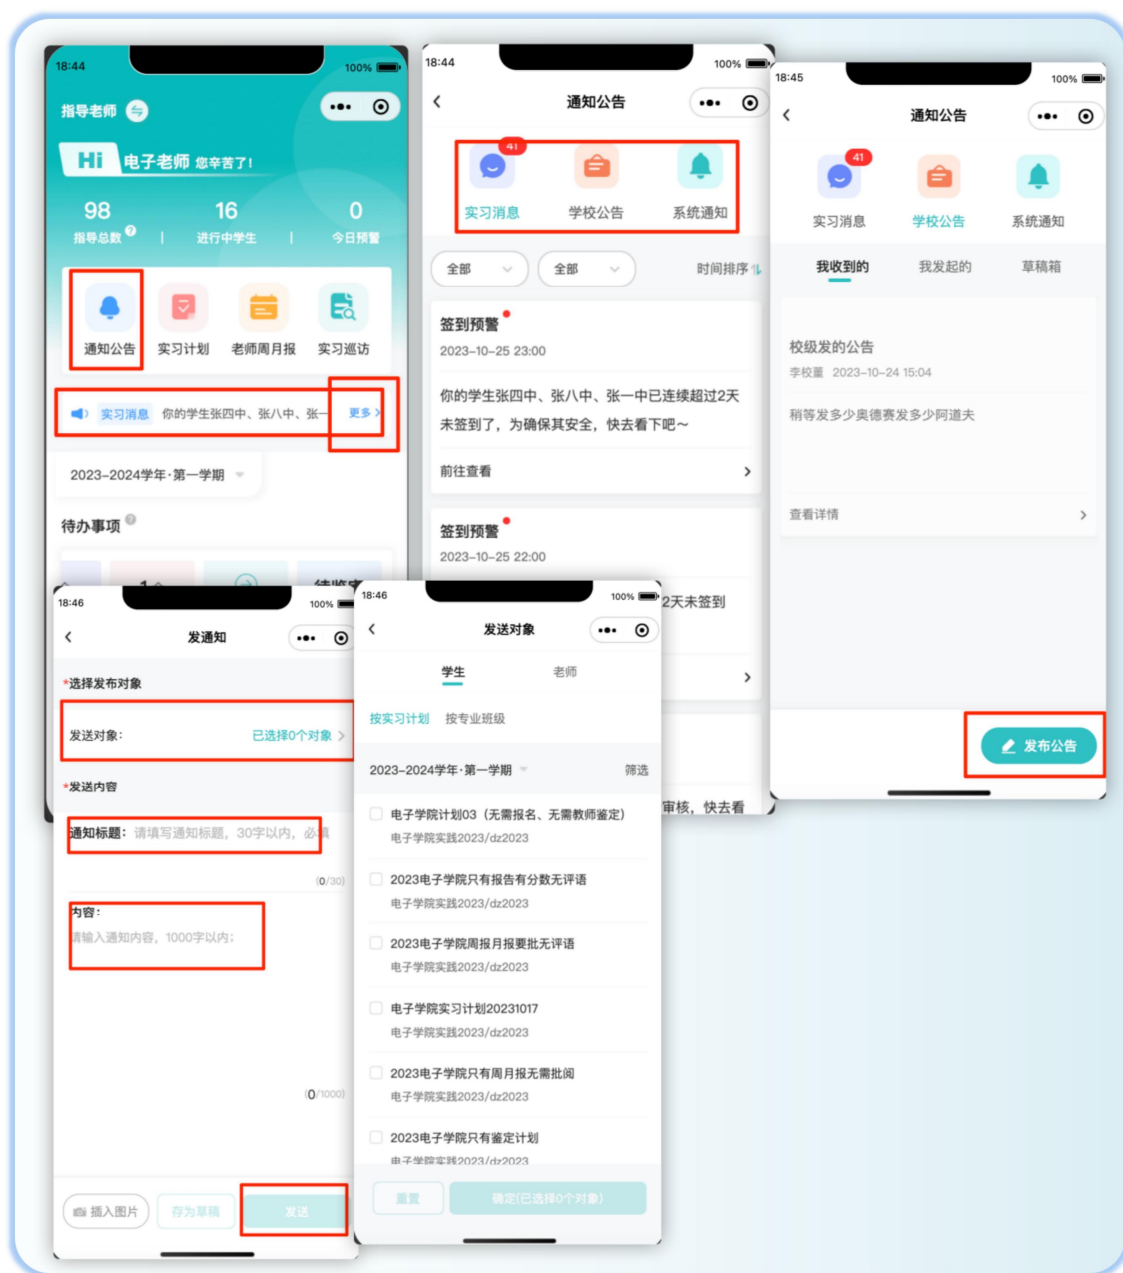 18:44
100%
指导老师
Hi 电子老师 您辛苦了!
98 16 0
指导总数 ? | 进行中学生 | 今日预警
通知公告 实习计划 老师周月报 实习巡访
实习消息 你的学生张四中、张八中、张一 更多>
2023-2024学年·第一学期
待办事项 ?
18:44
100%
通知公告
41
实习消息 学校公告 系统通知
全部 全部 时间排序
签到预警
2023-10-25 23:00
你的学生张四中、张八中、张一中已连续超过2天
未签到了，为确保其安全，快去看下吧～
前往查看
签到预警
2023-10-25 22:00
2天未签到
审核，快去看
18:45
100%
通知公告
41
实习消息 学校公告 系统通知
我收到的 我发起的 草稿箱
校级发的公告
李校董 2023-10-24 15:04
稍等发多少奥德赛发多少阿道夫
查看详情
发布公告
18:46
100%
发通知
*选择发布对象
发送对象: 已选择0个对象 >
*发送内容
通知标题: 请填写通知标题，30字以内，必填
(0/30)
内容:
请输入通知内容，1000字以内;
(0/1000)
插入图片 存为草稿 发送
18:46
100%
发送对象
学生 老师
按实习计划 按专业班级
2023-2024学年·第一学期 筛选
电子学院计划03（无需报名、无需教师鉴定）
电子学院实践2023/dz2023
2023电子学院只有报告有分数无评语
电子学院实践2023/dz2023
2023电子学院周报月报要批无评语
电子学院实践2023/dz2023
电子学院实习计划20231017
电子学院实践2023/dz2023
2023电子学院只有周月报无需批阅
电子学院实践2023/dz2023
2023电子学院只有鉴定计划
电子学院实践2023/dz2023
重置 确定(已选择0个对象)